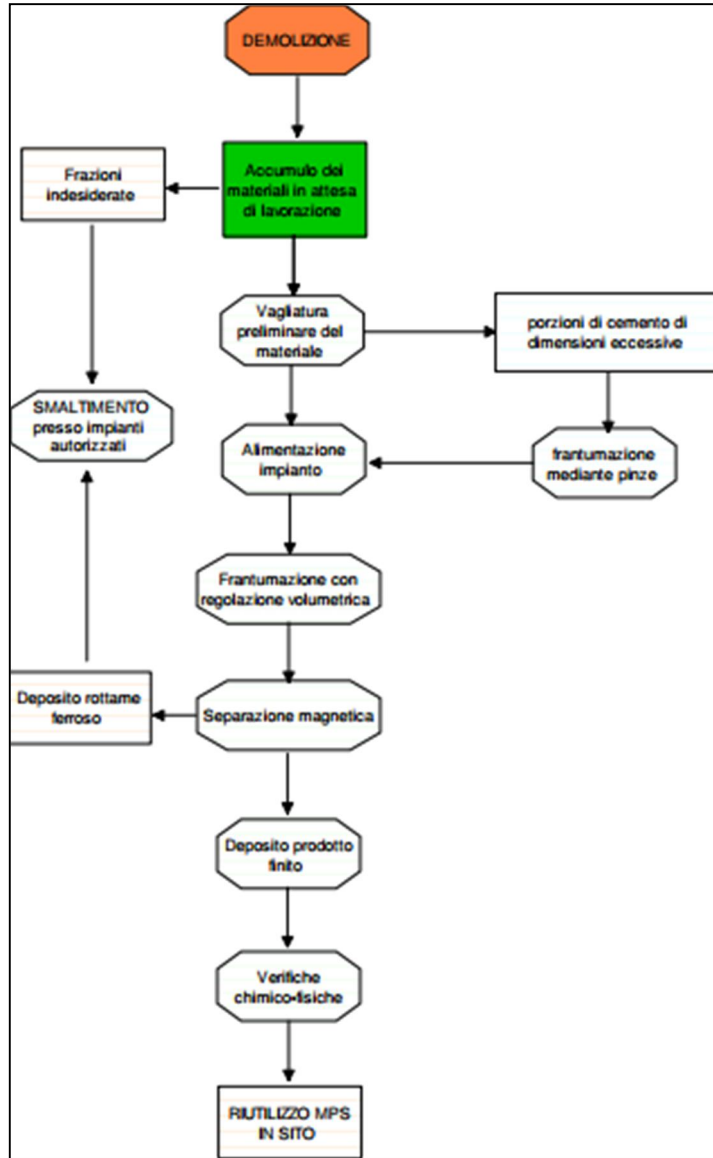 DEMOLIZIONE
Frazioni
indesiderate
Accumulo dei
materiali in attesa
di lavorazione
Vagliatura
preliminare del
materiale
porzioni di cemento di
dimensioni eccessive
SMALTIMENTO
presso impianti
autorizzati
Alimentazione
impianto
frantumazione
mediante pinze
Frantumazione con
regolazione volumetrica
Deposito rottame
ferroso
Separazione magnetica
Deposito prodotto
finito
Verifiche
chimico-fisiche
RIUTILIZZO MPS
IN SITO